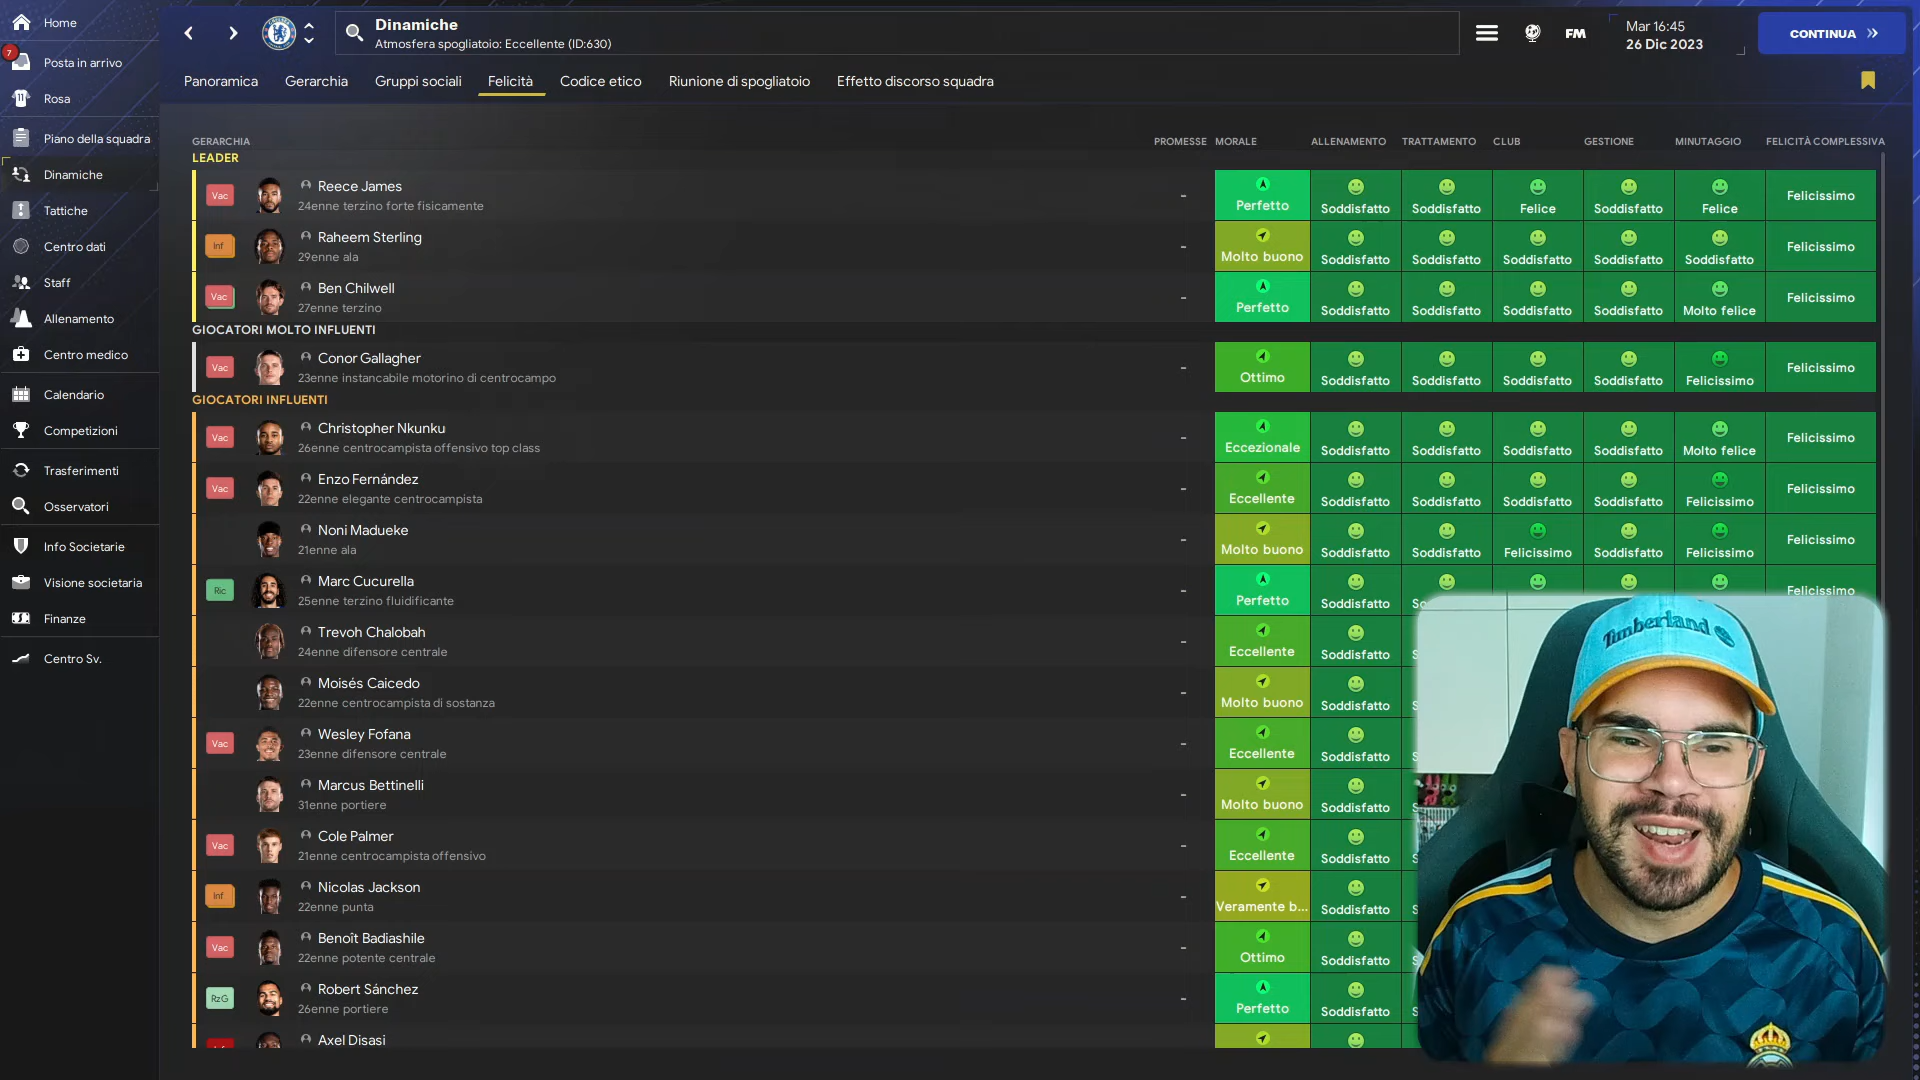 Home
7
Posta in arrivo
11
Rosa
Piano della squadra
Dinamiche
Tattiche
Centro dati
Staff
Allenamento
Centro medico
Calendario
Competizioni
Trasferimenti
Osservatori
Info Societarie
Visione societaria
Finanze
Centro Sv.
Dinamiche
Atmosfera spogliatoio: Eccellente (ID:630)
FM
Mar 16:45
26 Dic 2023
CONTINUA
Panoramica Gerarchia Gruppi sociali Felicità Codice etico Riunione di spogliatoio Effetto discorso squadra
GERARCHIA PROMESSE MORALE ALLENAMENTO TRATTAMENTO CLUB GESTIONE MINUTAGGIO FELICITÀ COMPLESSIVA
LEADER
Vac Reece James
24enne terzino forte fisicamente
- Perfetto Soddisfatto Soddisfatto Felice Soddisfatto Felice Felicissimo
Inf Raheem Sterling
29enne ala
- Molto buono Soddisfatto Soddisfatto Soddisfatto Soddisfatto Soddisfatto Felicissimo
Vac Ben Chilwell
27enne terzino
- Perfetto Soddisfatto Soddisfatto Soddisfatto Soddisfatto Molto felice Felicissimo
GIOCATORI MOLTO INFLUENTI
Vac Conor Gallagher
23enne instancabile motorino di centrocampo
- Ottimo Soddisfatto Soddisfatto Soddisfatto Soddisfatto Felicissimo Felicissimo
GIOCATORI INFLUENTI
Vac Christopher Nkunku
26enne centrocampista offensivo top class
- Eccezionale Soddisfatto Soddisfatto Soddisfatto Soddisfatto Molto felice Felicissimo
Vac Enzo Fernández
22enne elegante centrocampista
- Eccellente Soddisfatto Soddisfatto Soddisfatto Soddisfatto Felicissimo Felicissimo
Noni Madueke
21enne ala
- Molto buono Soddisfatto Soddisfatto Felicissimo Soddisfatto Felicissimo Felicissimo
Ric Marc Cucurella
25enne terzino fluidificante
- Perfetto Soddisfatto So Felicissimo
Trevoh Chalobah
24enne difensore centrale
- Eccellente Soddisfatto S
Moisés Caicedo
22enne centrocampista di sostanza
- Molto buono Soddisfatto S
Vac Wesley Fofana
23enne difensore centrale
- Eccellente Soddisfatto S
Marcus Bettinelli
31enne portiere
- Molto buono Soddisfatto S
Vac Cole Palmer
21enne centrocampista offensivo
- Eccellente Soddisfatto S
Inf Nicolas Jackson
22enne punta
- Veramente b... Soddisfatto S
Vac Benoît Badiashile
22enne potente centrale
- Ottimo Soddisfatto S
RzG Robert Sánchez
26enne portiere
- Perfetto Soddisfatto S
Axel Disasi
Timberland